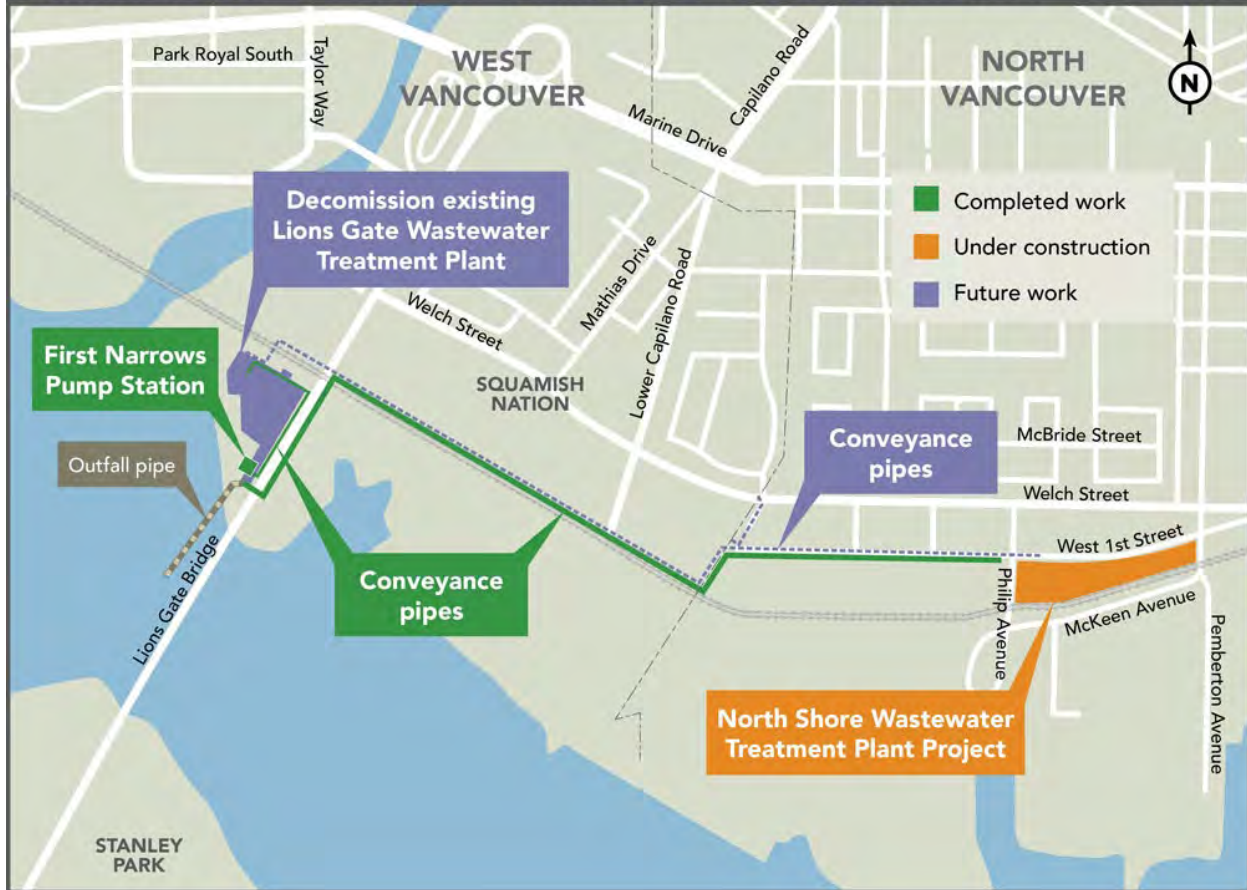 Park Royal South
Taylor Way
WEST
VANCOUVER
Capilano Road
NORTH
VANCOUVER
N
Marine Drive
Completed work
Under construction
Future work
Decomission existing
Lions Gate Wastewater
Treatment Plant
Mathias Drive
Lower Capilano Road
Welch Street
First Narrows
Pump Station
SQUAMISH
NATION
Conveyance
pipes
McBride Street
Outfall pipe
Welch Street
West 1st Street
Conveyance
pipes
Lions Gate Bridge
Philip Avenue
McKeen Avenue
Pemberton Avenue
North Shore Wastewater
Treatment Plant Project
STANLEY
PARK